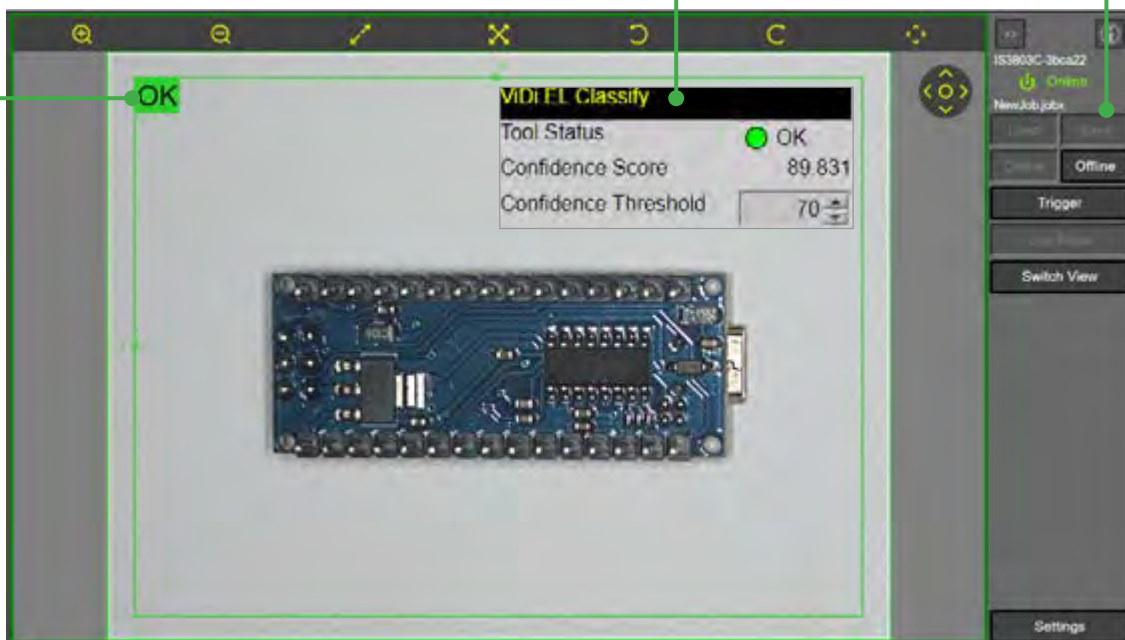 IS3803C-3bca22
Online
NewJob.jobx
OK
ViDi EL Classify
Tool Status
OK
Confidence Score
89.831
Confidence Threshold
70
Offline
Trigger
Switch View
Settings